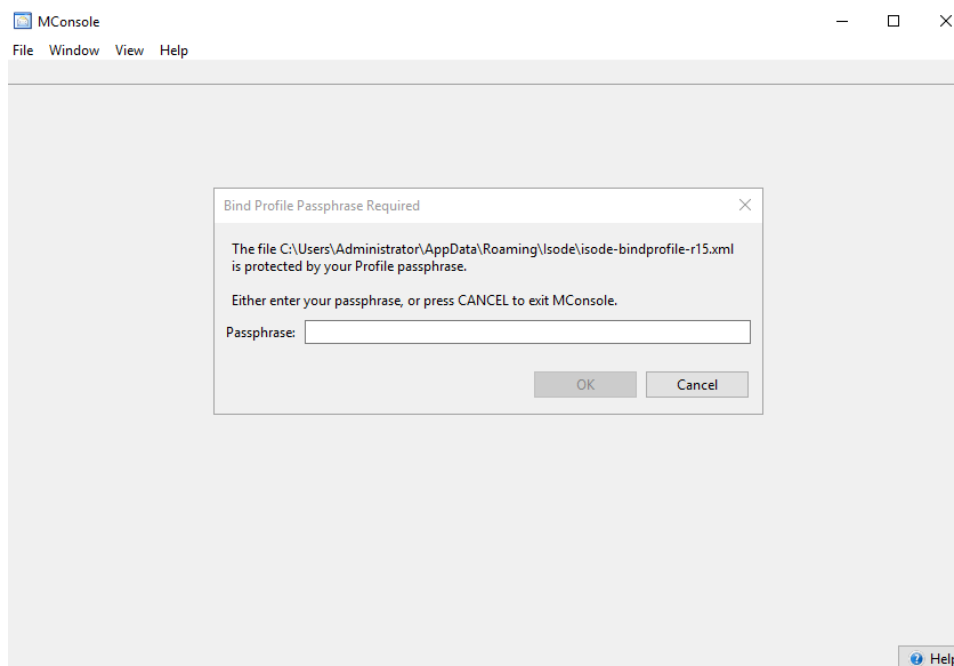 MConsole
File Window View Help
Bind Profile Passphrase Required
The file C:\Users\Administrator\AppData\Roaming\Isode\isode-bindprofile-r15.xml
is protected by your Profile passphrase.
Either enter your passphrase, or press CANCEL to exit MConsole.
Passphrase:
OK Cancel
Help